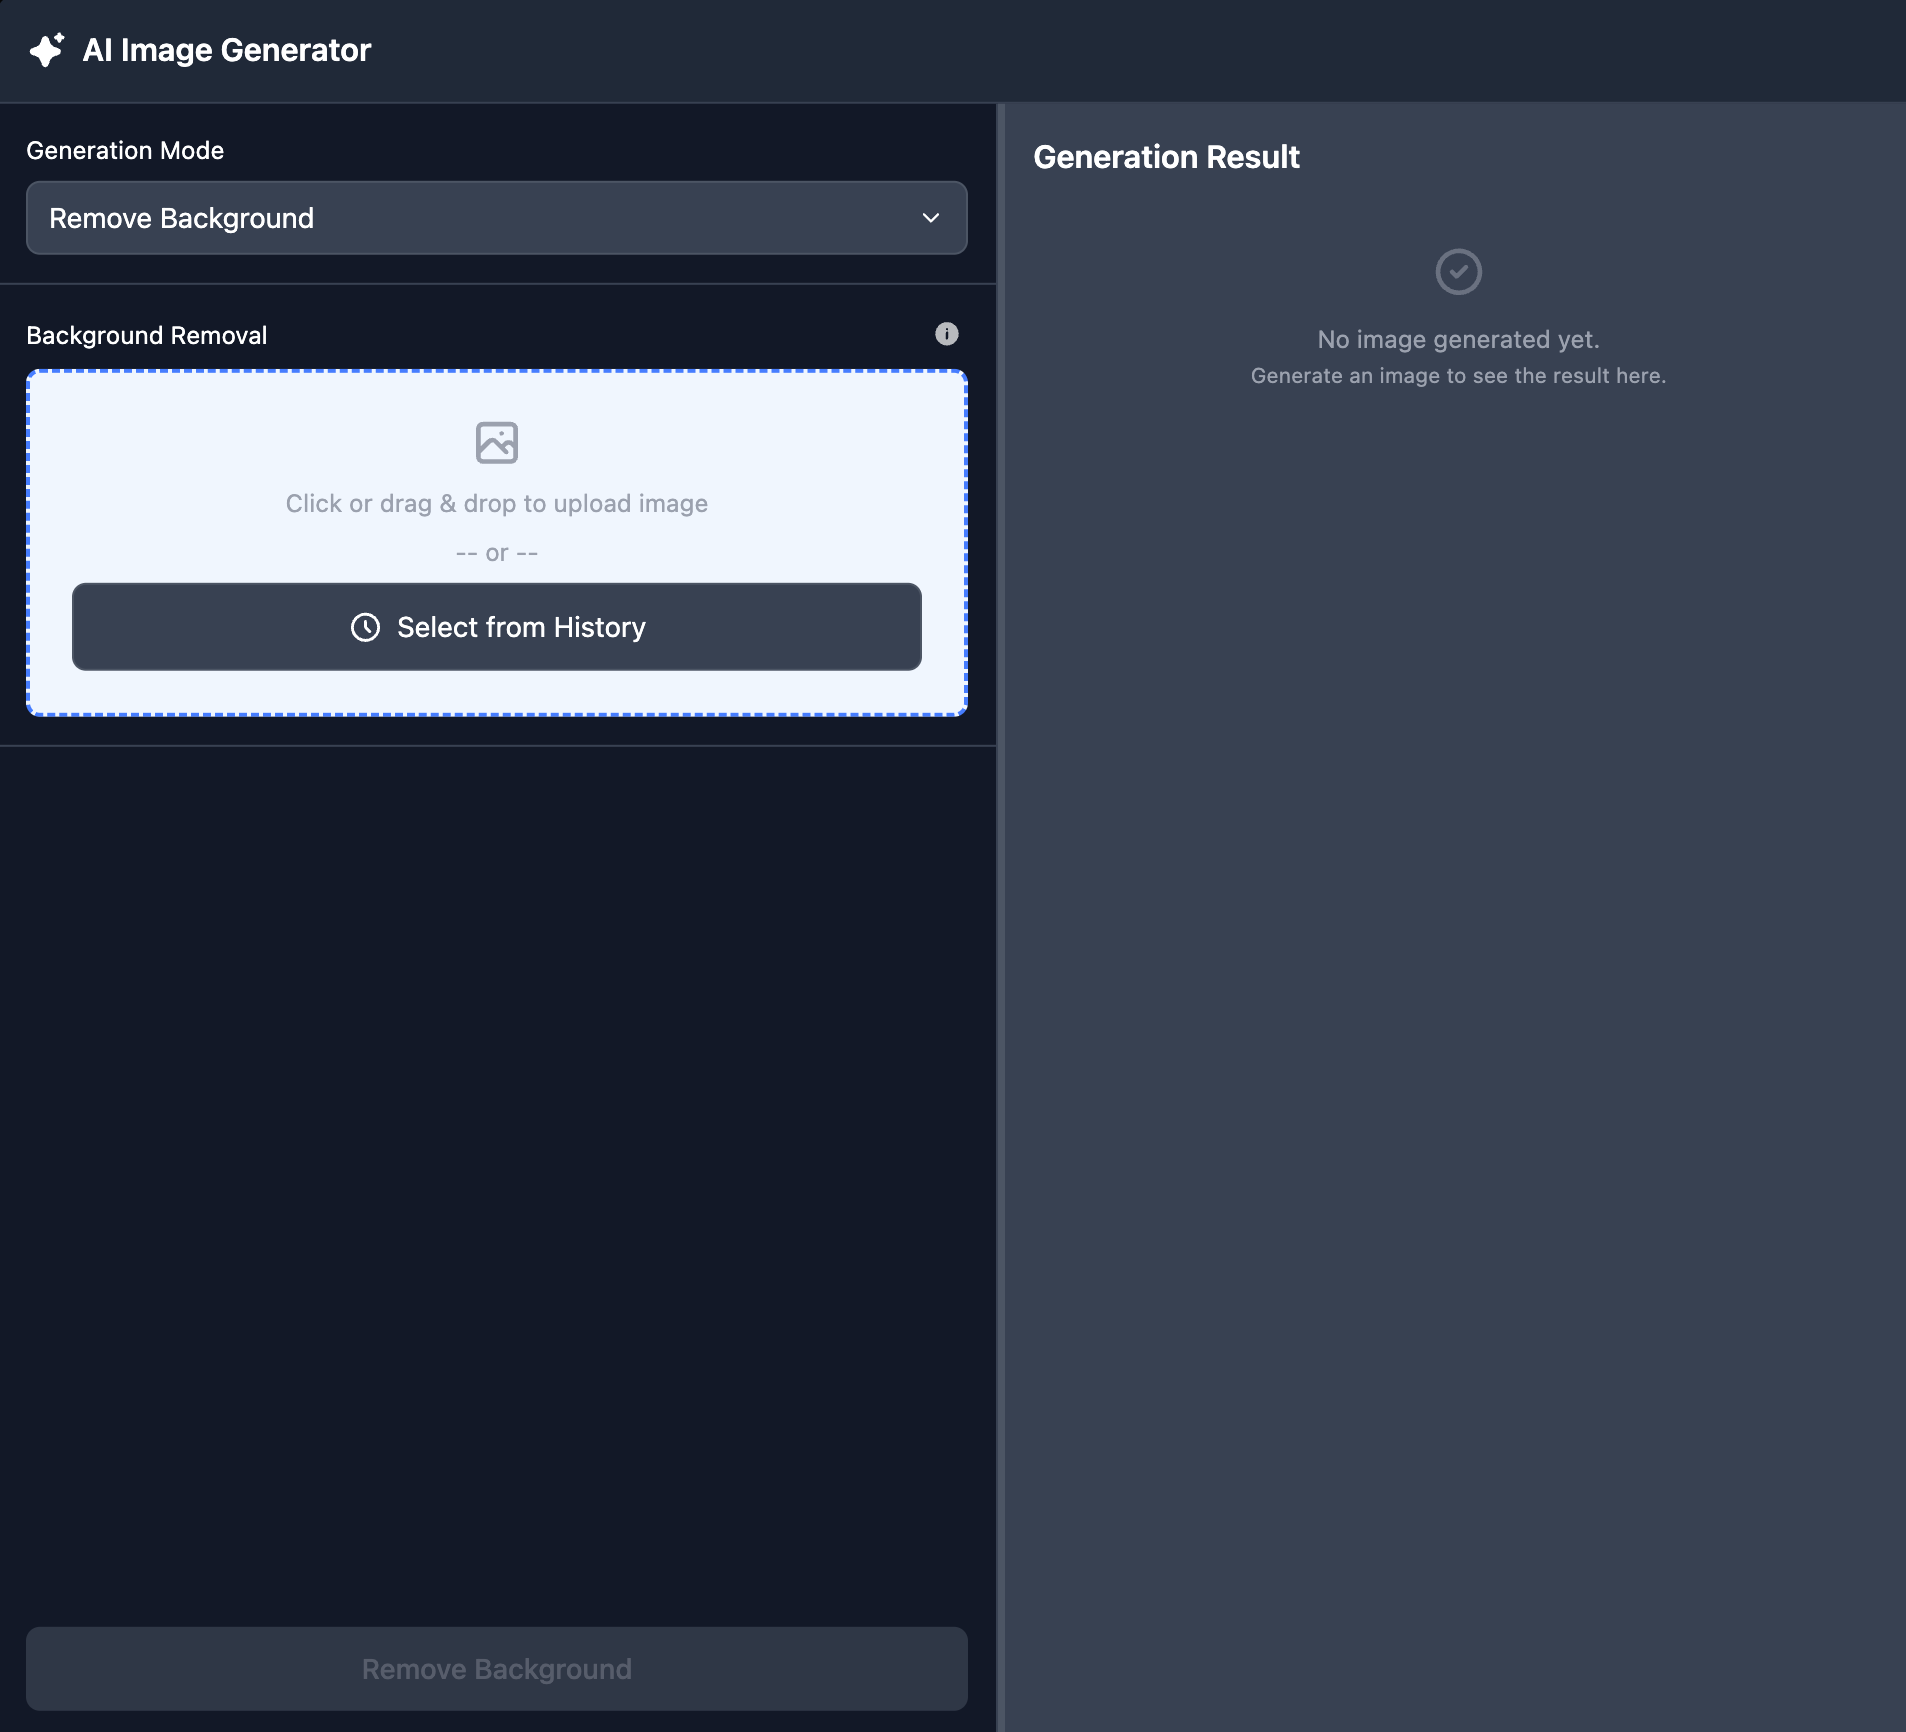 AI Image Generator
Generation Mode
Remove Background
Background Removal
Click or drag & drop to upload image
-- or --
Select from History
Remove Background
Generation Result
No image generated yet.
Generate an image to see the result here.